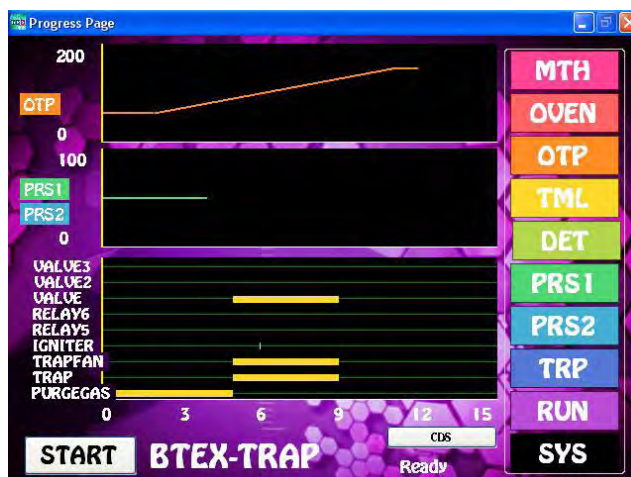 Progress Page
200
OTP
0
100
PRS1
PRS2
0
VALVE3
VALVE2
VALVE
RELAY6
RELAY5
IGNITER
TRAPFAN
TRAP
PURGEGAS
0 3 6 9 12 15
START
BTEX-TRAP
CDS
Ready
MTH
OVEN
OTP
TML
DET
PRS1
PRS2
TRP
RUN
SYS